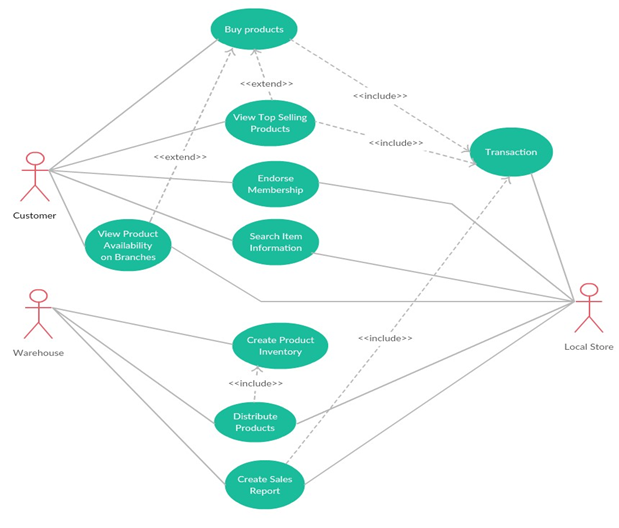 Buy products
<<extend>>
<<include>>
View Top Selling
Products
<<include>>
Transaction
<<extend>>
Endorse
Membership
Customer
View Product
Availability
on Branches
Search Item
Information
Warehouse
Create Product
Inventory
<<include>>
Local Store
<<include>>
Distribute
Products
Create Sales
Report